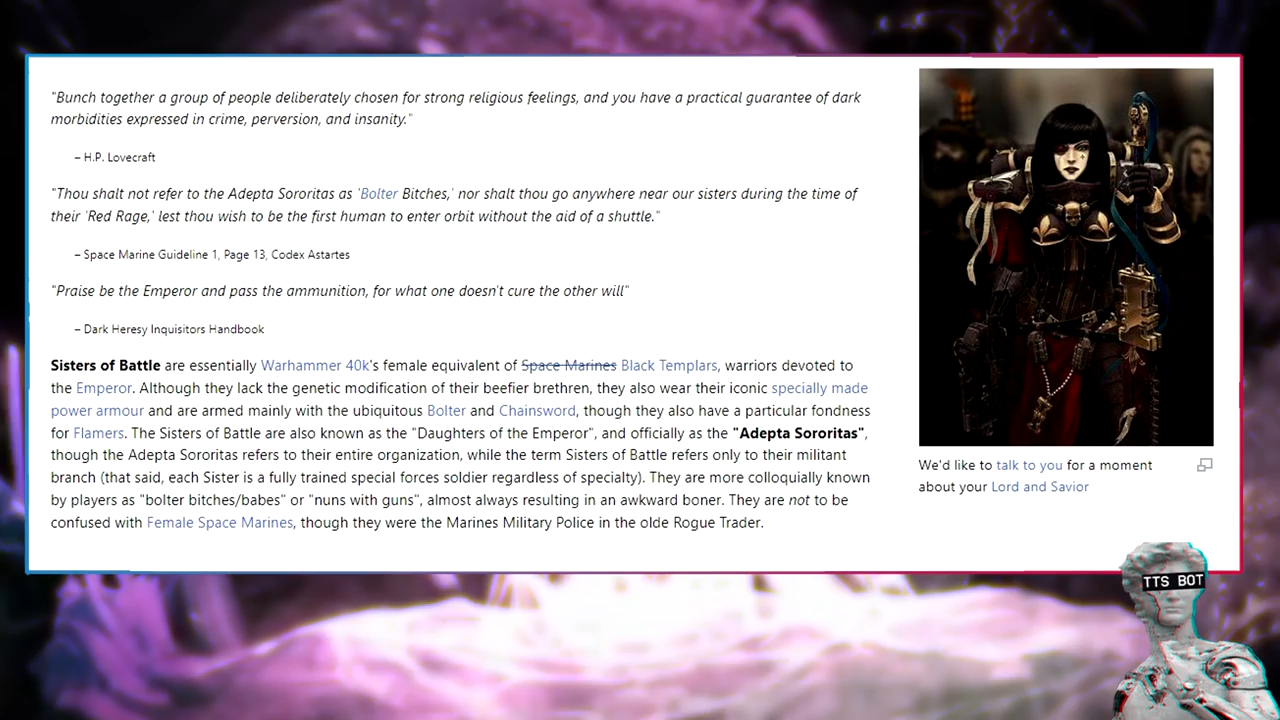 "Bunch together a group of people deliberately chosen for strong religious feelings, and you have a practical guarantee of dark
morbidities expressed in crime, perversion, and insanity."
– H.P. Lovecraft
"Thou shalt not refer to the Adepta Sororitas as 'Bolter Bitches,' nor shalt thou go anywhere near our sisters during the time of
their 'Red Rage,' lest thou wish to be the first human to enter orbit without the aid of a shuttle."
– Space Marine Guideline 1, Page 13, Codex Astartes
"Praise be the Emperor and pass the ammunition, for what one doesn't cure the other will"
– Dark Heresy Inquisitors Handbook
Sisters of Battle are essentially Warhammer 40k's female equivalent of Space Marines Black Templars, warriors devoted to
the Emperor. Although they lack the genetic modification of their beefier brethren, they also wear their iconic specially made
power armour and are armed mainly with the ubiquitous Bolter and Chainsword, though they also have a particular fondness
for Flamers. The Sisters of Battle are also known as the "Daughters of the Emperor", and officially as the "Adepta Sororitas",
though the Adepta Sororitas refers to their entire organization, while the term Sisters of Battle refers only to their militant
branch (that said, each Sister is a fully trained special forces soldier regardless of specialty). They are more colloquially known
by players as "bolter bitches/babes" or "nuns with guns", almost always resulting in an awkward boner. They are not to be
confused with Female Space Marines, though they were the Marines Military Police in the olde Rogue Trader.
We'd like to talk to you for a moment
about your Lord and Savior
TTS BOT